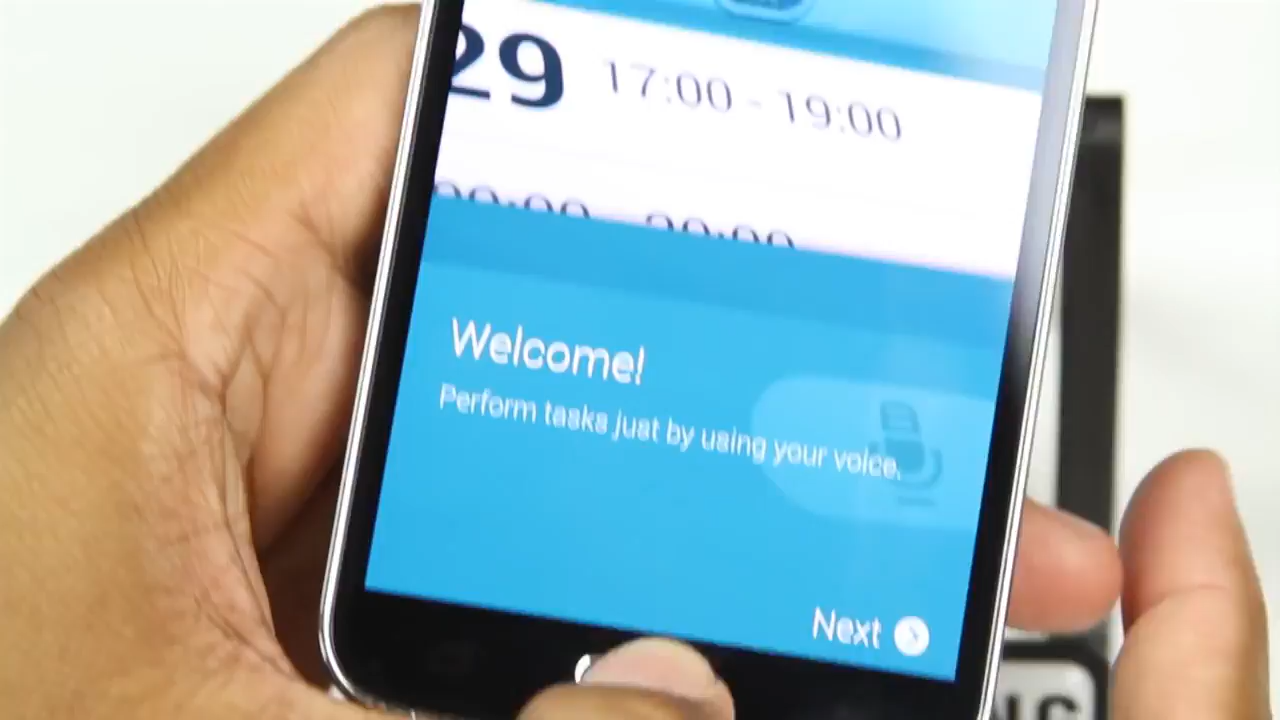 29 17:00 - 19:00
Welcome!
Perform tasks just by using your voice.
Next